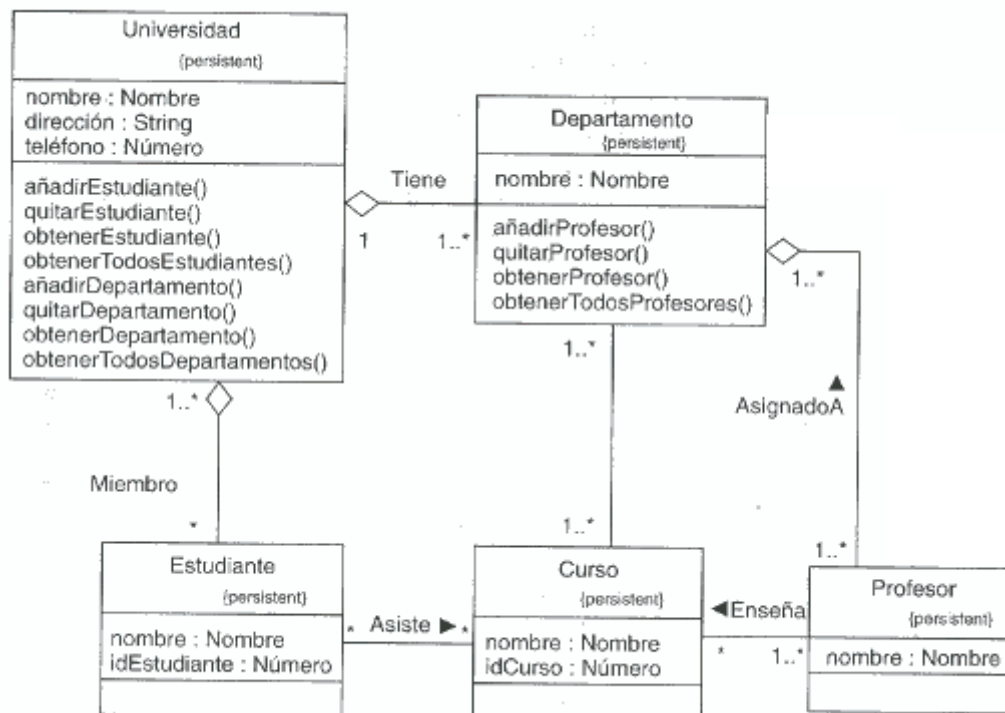 Universidad
{persistent}
nombre : Nombre
dirección : String
teléfono : Número
añadirEstudiante()
quitarEstudiante()
obtenerEstudiante()
obtenerTodosEstudiantes()
añadirDepartamento()
quitarDepartamento()
obtenerDepartamento()
obtenerTodosDepartamentos()
Tiene
1
1..*
Departamento
{persistent}
nombre : Nombre
añadirProfesor()
quitarProfesor()
obtenerProfesor()
obtenerTodosProfesores()
1..*
1..*
1..*
AsignadoA ▲
Miembro
*
1..*
1..*
Estudiante
{persistent}
nombre : Nombre
idEstudiante : Número
* Asiste ► *
Curso
{persistent}
nombre : Nombre
idCurso : Número
◄Enseña
* 1..*
Profesor
{persistent}
nombre : Nombre